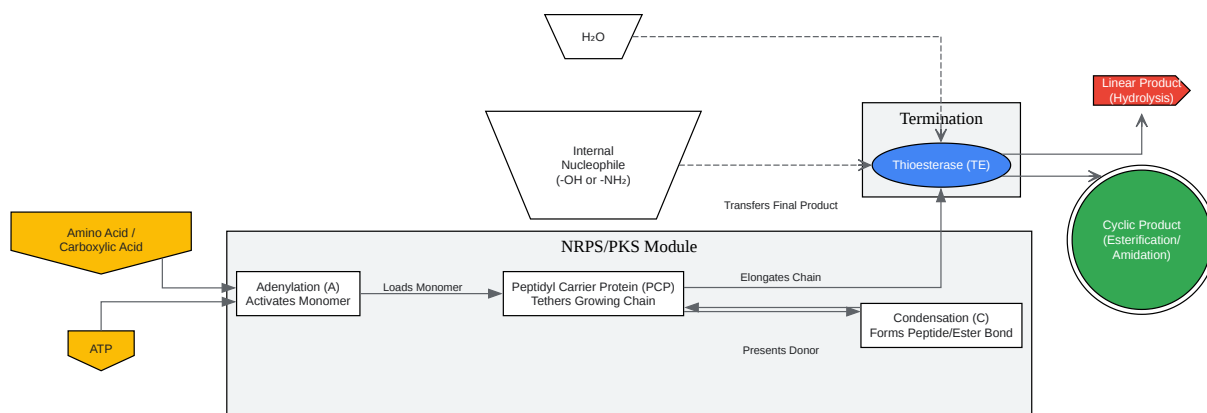 H₂O
Linear Product
(Hydrolysis)
Termination
Internal
Nucleophile
(-OH or -NH₂)
Thioesterase (TE)
Transfers Final Product
Amino Acid /
Carboxylic Acid
Cyclic Product
(Esterification/
Amidation)
NRPS/PKS Module
Adenylation (A)
Activates Monomer
Loads Monomer
Peptidyl Carrier Protein (PCP)
Tethers Growing Chain
Elongates Chain
Condensation (C)
Forms Peptide/Ester Bond
ATP
Presents Donor